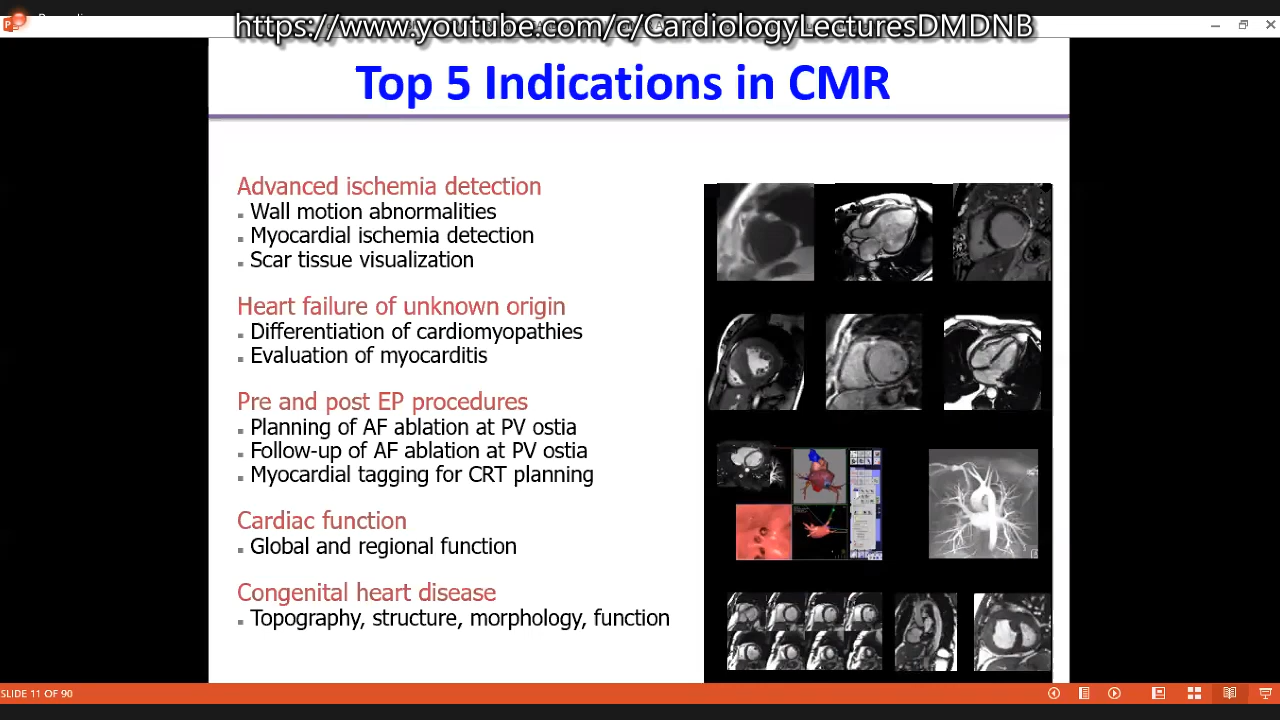 https://www.youtube.com/c/CardiologyLecturesDMDNB
Top 5 Indications in CMR
Advanced ischemia detection
▪ Wall motion abnormalities
▪ Myocardial ischemia detection
▪ Scar tissue visualization
Heart failure of unknown origin
▪ Differentiation of cardiomyopathies
▪ Evaluation of myocarditis
Pre and post EP procedures
▪ Planning of AF ablation at PV ostia
▪ Follow-up of AF ablation at PV ostia
▪ Myocardial tagging for CRT planning
Cardiac function
▪ Global and regional function
Congenital heart disease
▪ Topography, structure, morphology, function
SLIDE 11 OF 90